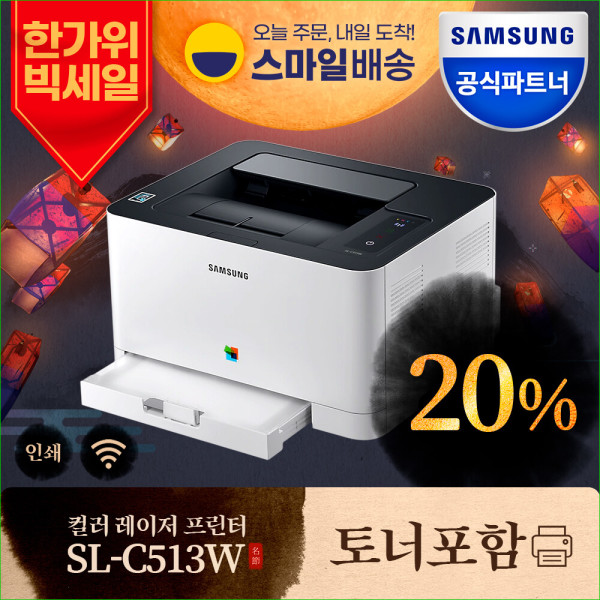 한가위
빅세일
오늘 주문, 내일 도착!
스마일배송
SAMSUNG
공식파트너
SAMSUNG
20%
인쇄
컬러 레이저 프린터
SL-C513W
名節
토너포함